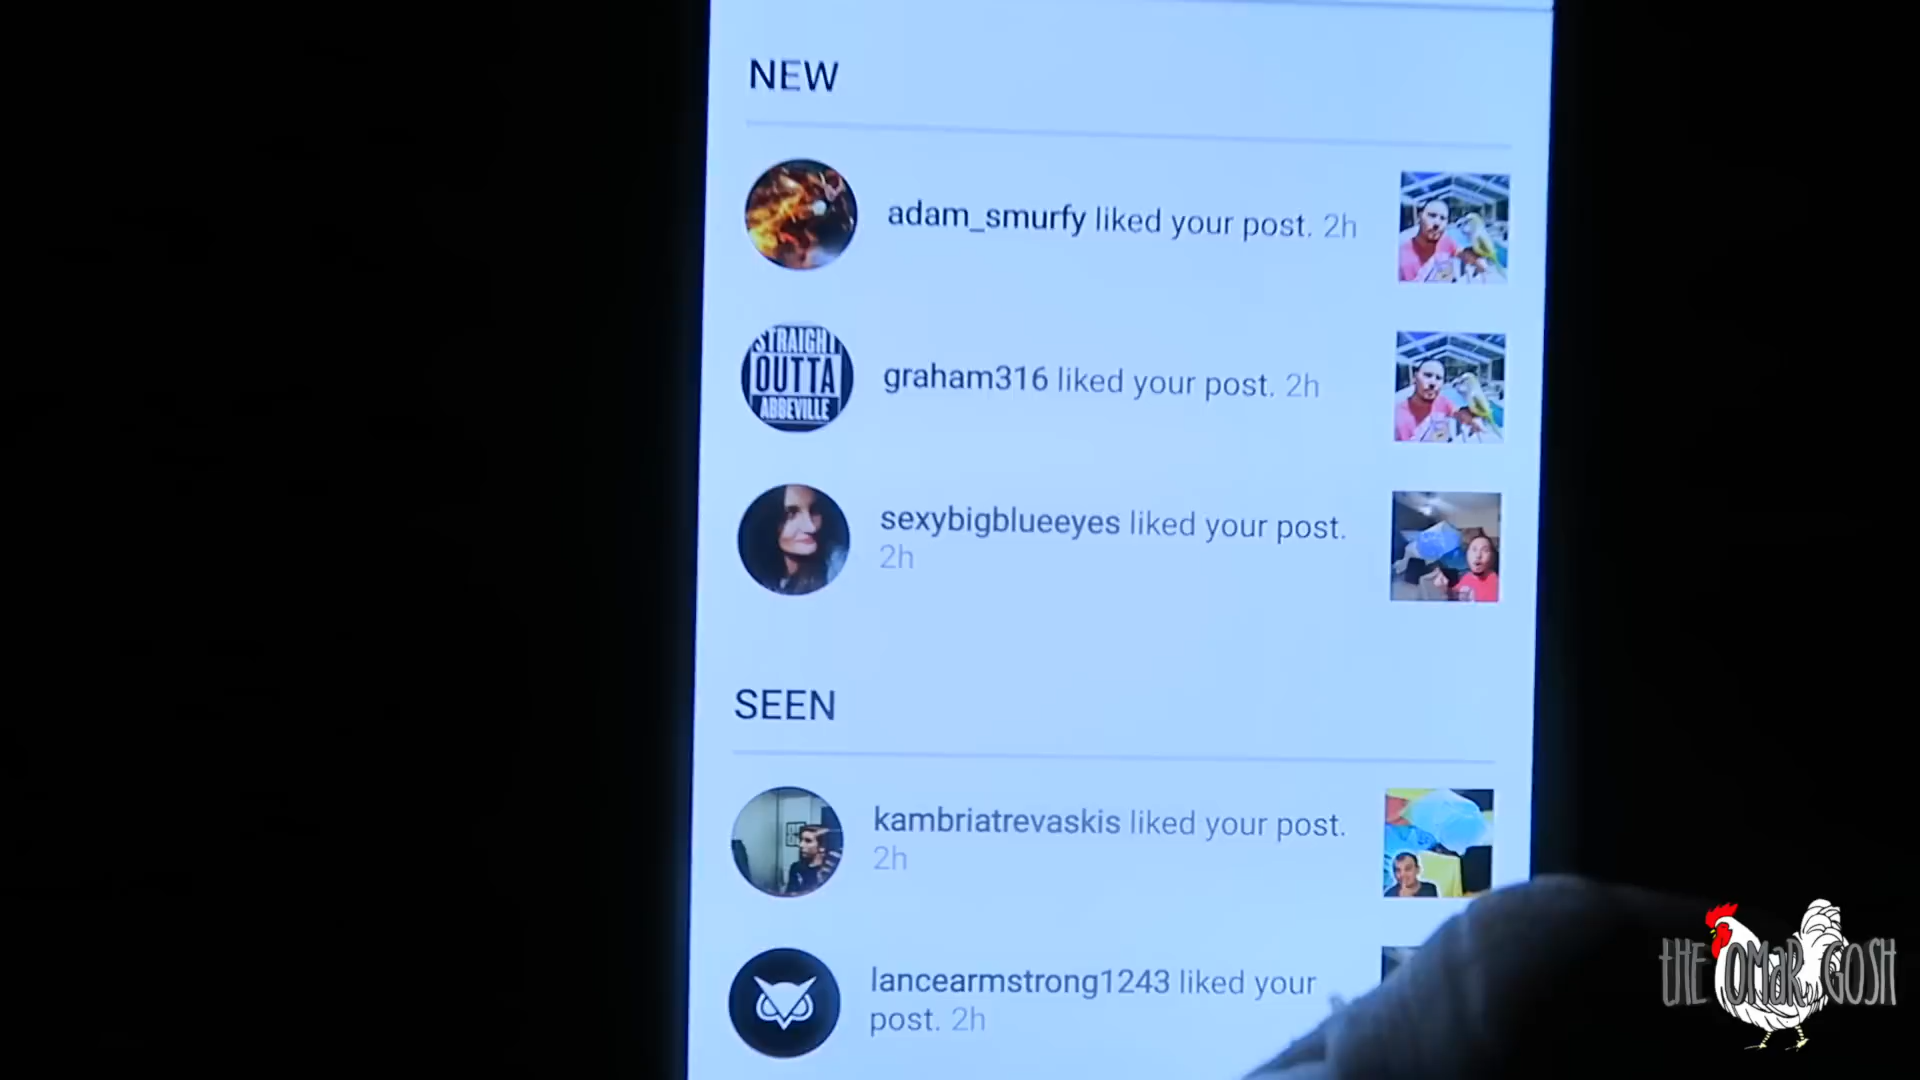 NEW
adam_smurfy liked your post. 2h
STRAIGHT
OUTTA
ABBEVILLE
graham316 liked your post. 2h
sexybigblueeyes liked your post.
2h
SEEN
kambriatrevaskis liked your post.
2h
lancearmstrong1243 liked your
post. 2h
THE OMAR GOSH